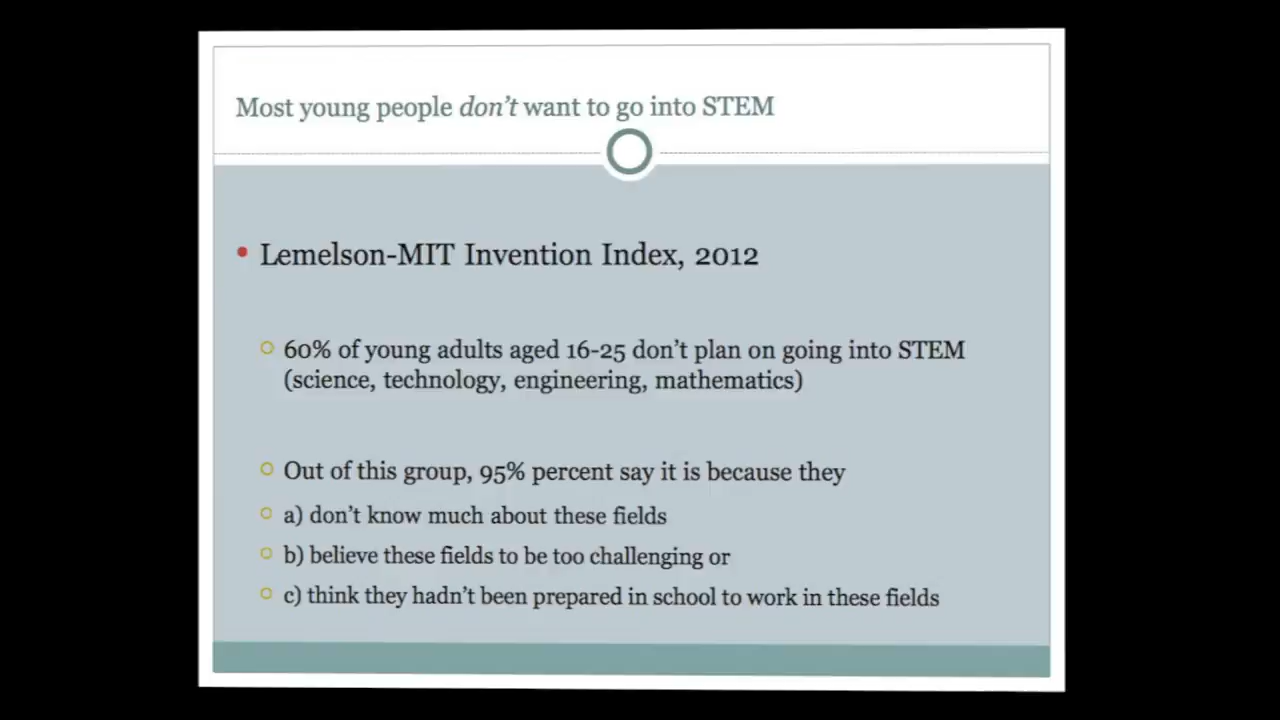 Most young people don't want to go into STEM
• Lemelson-MIT Invention Index, 2012
○ 60% of young adults aged 16-25 don't plan on going into STEM
(science, technology, engineering, mathematics)
○ Out of this group, 95% percent say it is because they
○ a) don't know much about these fields
○ b) believe these fields to be too challenging or
○ c) think they hadn't been prepared in school to work in these fields